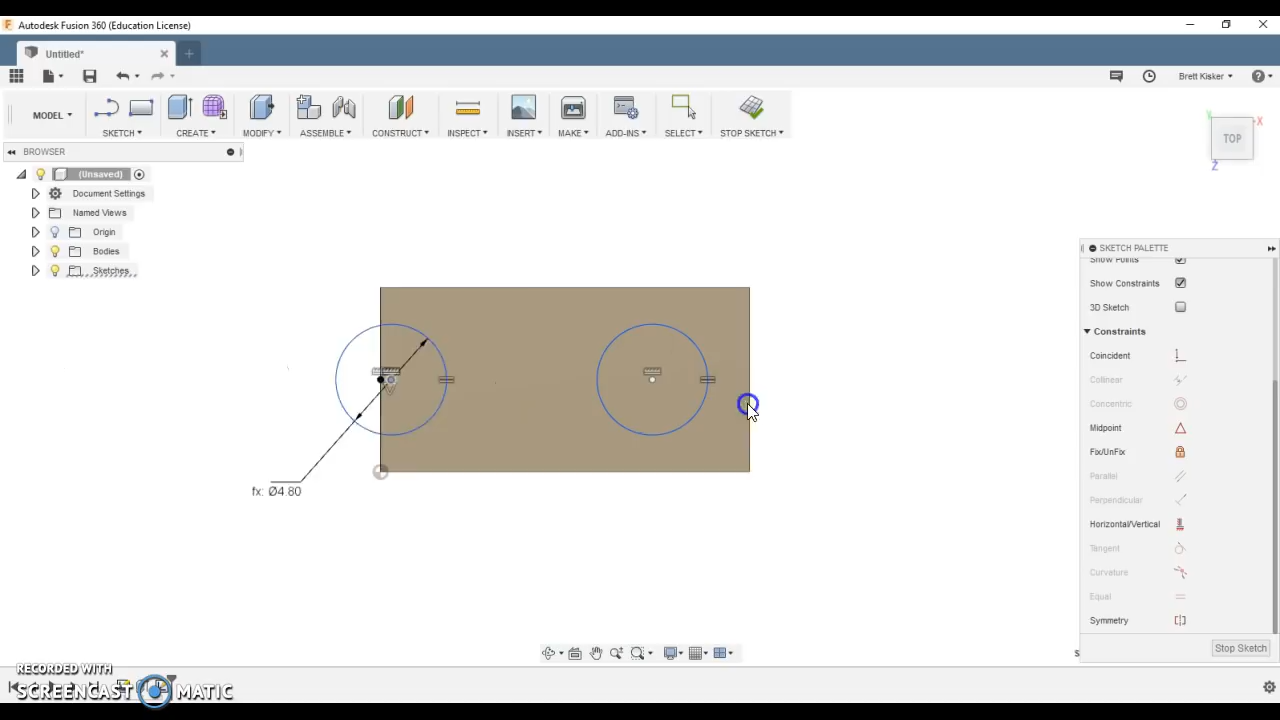 Autodesk Fusion 360 (Education License)
Untitled*
Brett Kisker
MODEL
SKETCH
CREATE
MODIFY
ASSEMBLE
CONSTRUCT
INSPECT
INSERT
MAKE
ADD-INS
SELECT
STOP SKETCH
TOP
X
Y
Z
BROWSER
(Unsaved)
Document Settings
Named Views
Origin
Bodies
Sketches
fx: Ø4.80
SKETCH PALETTE
Show Points
Show Constraints
3D Sketch
Constraints
Coincident
Collinear
Concentric
Midpoint
Fix/UnFix
Parallel
Perpendicular
Horizontal/Vertical
Tangent
Curvature
Equal
Symmetry
Stop Sketch
RECORDED WITH
SCREENCAST MATIC